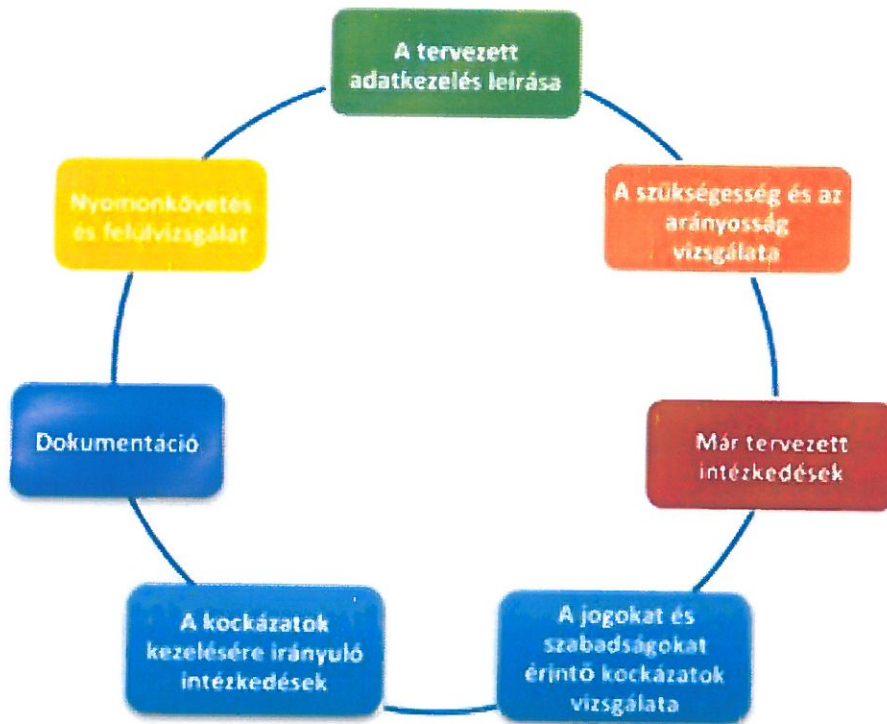 A tervezett
adatkezelés leírása
A szükségesség és az
arányosság
vizsgálata
Már tervezett
intézkedések
A jogokat és
szabadságokat
érintő kockázatok
vizsgálata
A kockázatok
kezelésére irányuló
intézkedések
Dokumentáció
Nyomonkövetés
és felülvizsgálat